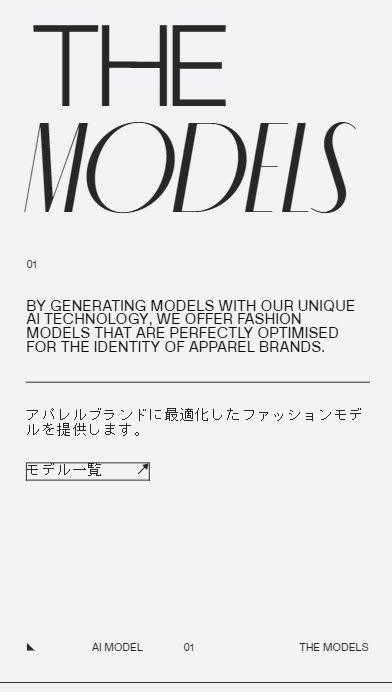 THE
MODELS
01
BY GENERATING MODELS WITH OUR UNIQUE
AI TECHNOLOGY, WE OFFER FASHION
MODELS THAT ARE PERFECTLY OPTIMISED
FOR THE IDENTITY OF APPAREL BRANDS.
アパレルブランドに最適化したファッションモデ
ルを提供します。
モデル一覧
AI MODEL 01 THE MODELS